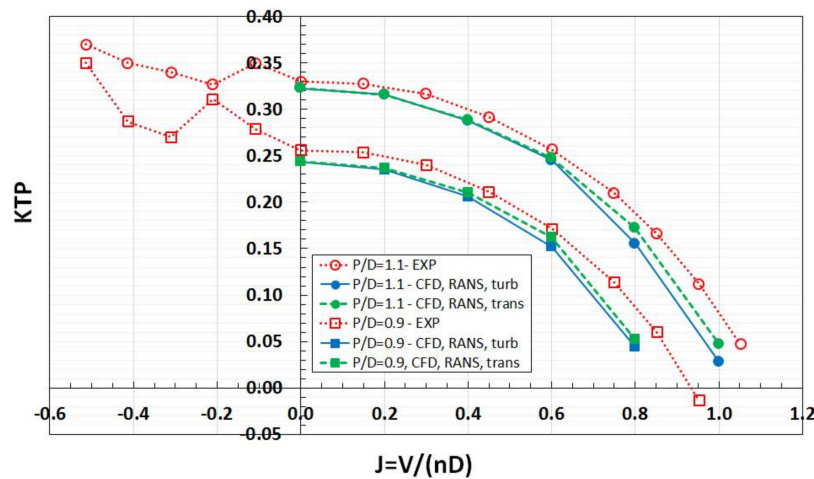 0.40
0.35
0.30
0.25
0.20
0.15
0.10
0.05
0.00
-0.05
KTP
P/D=1.1- EXP
P/D=1.1 - CFD, RANS, turb
P/D=1.1 - CFD, RANS, trans
P/D=0.9 - EXP
P/D=0.9 - CFD, RANS, turb
P/D=0.9, CFD, RANS, trans
-0.6 -0.4 -0.2 0.0 0.2 0.4 0.6 0.8 1.0 1.2
J=V/(nD)